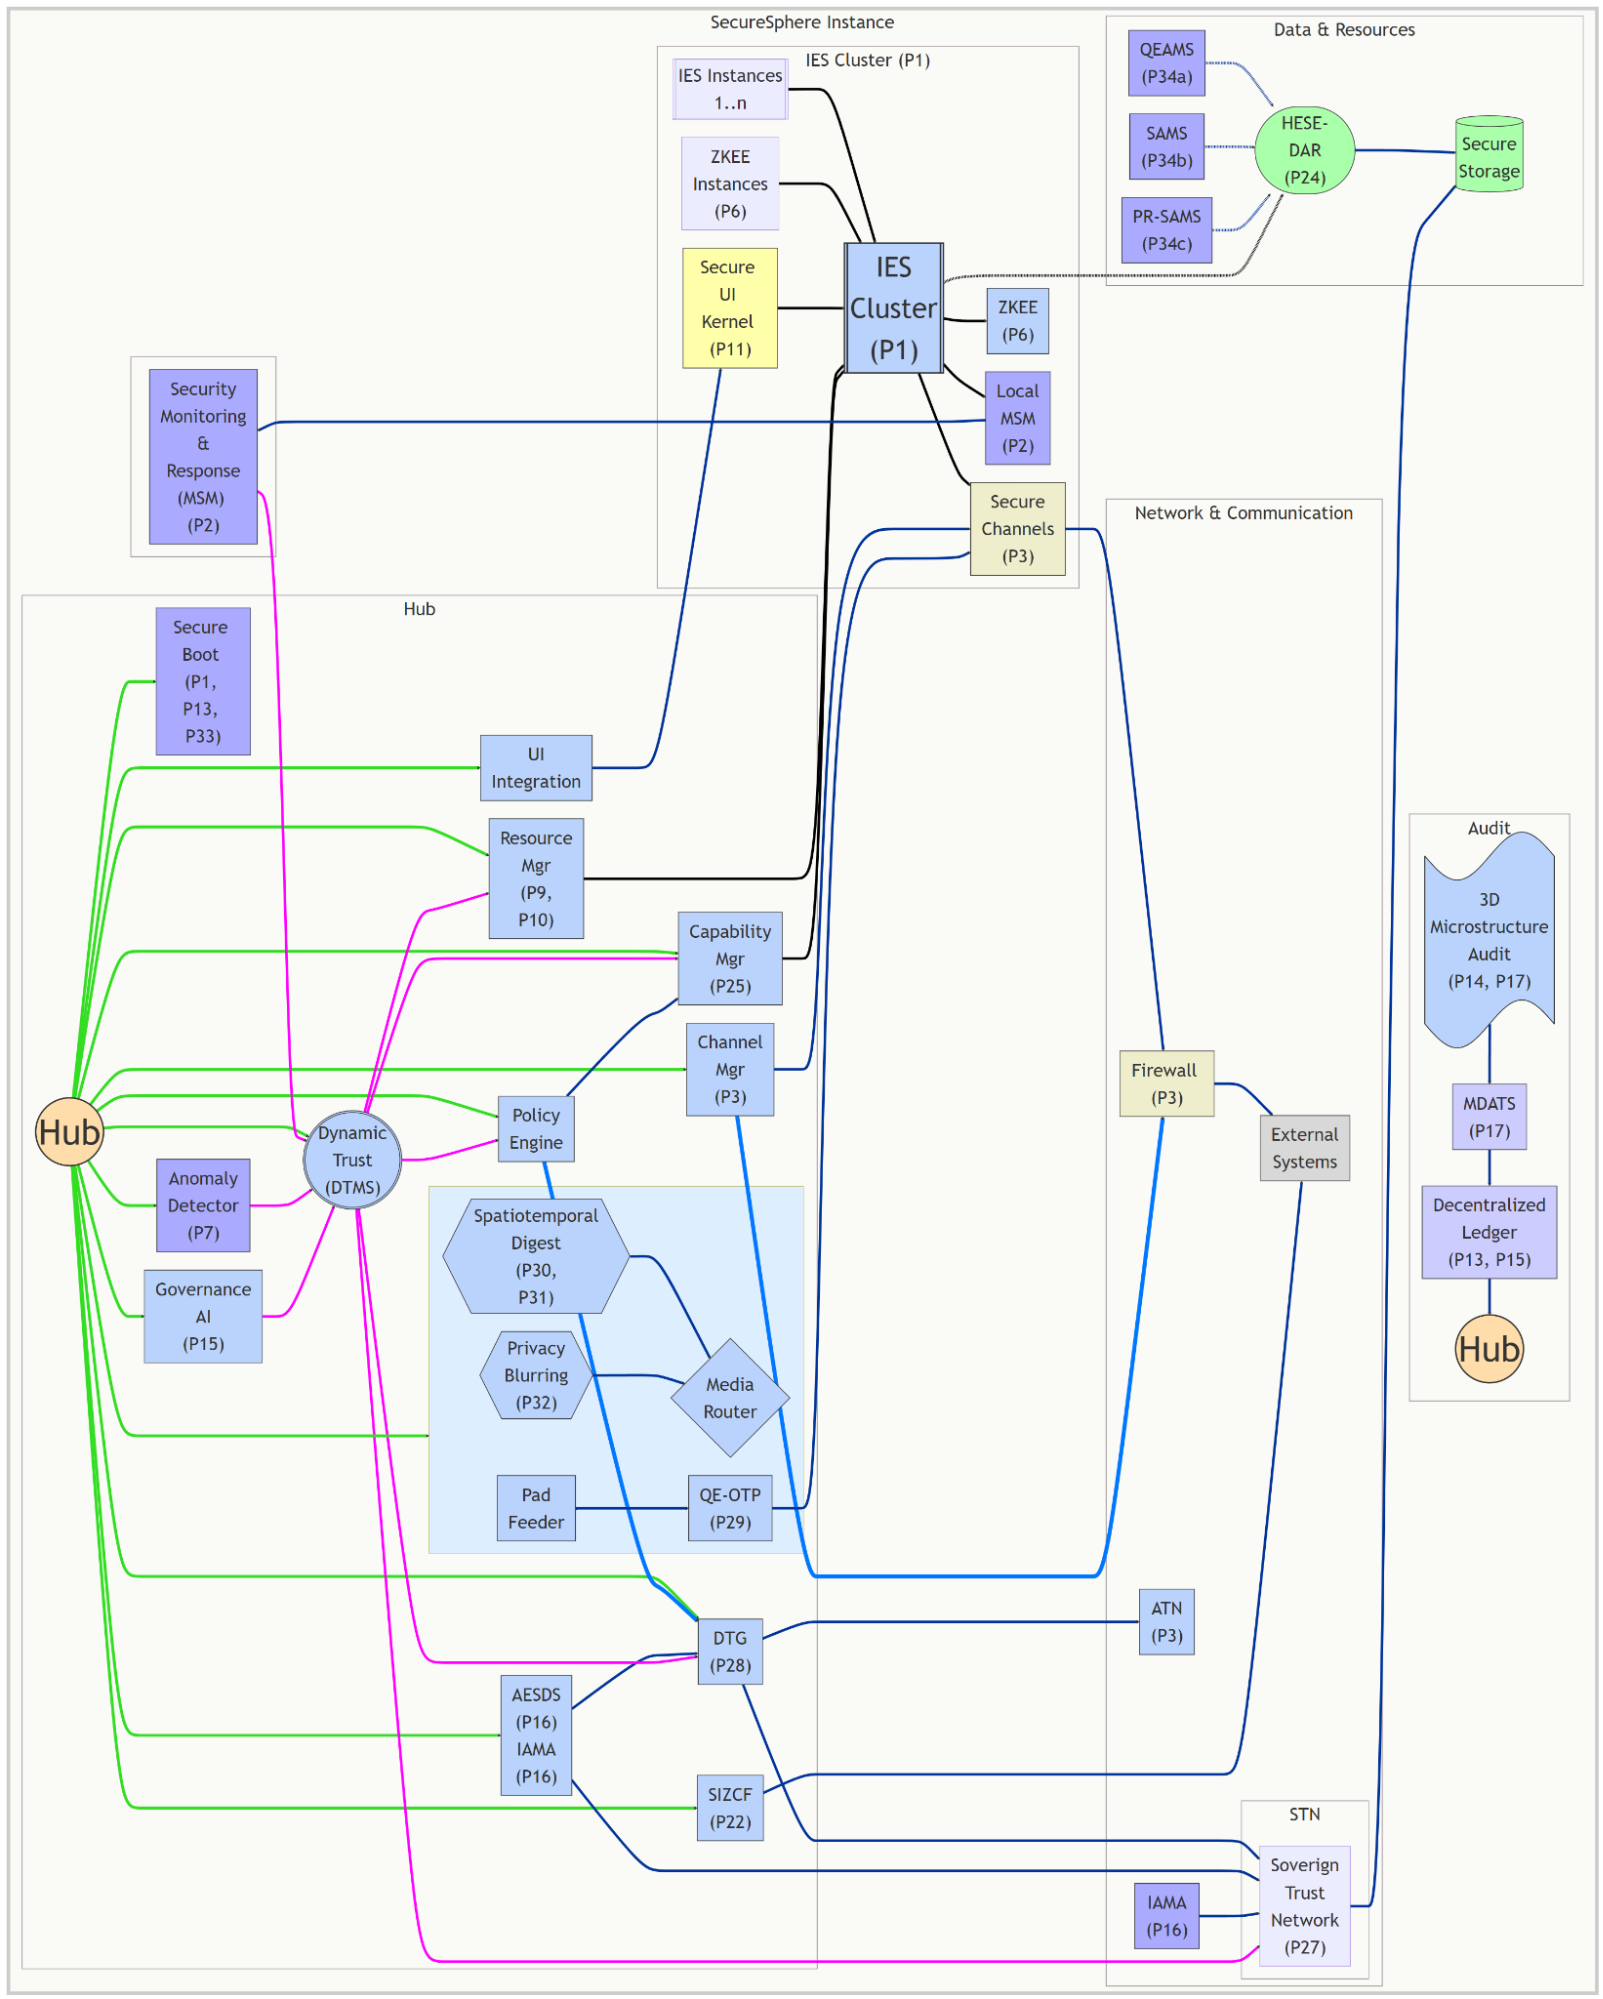 SecureSphere Instance
IES Cluster (P1)
IES Instances
1..n
ZKEE
Instances
(P6)
Secure
UI
Kernel
(P11)
IES
Cluster
(P1)
ZKEE
(P6)
Local
MSM
(P2)
Secure
Channels
(P3)
Data & Resources
QEAMS
(P34a)
SAMS
(P34b)
PR-SAMS
(P34c)
HESE-
DAR
(P24)
Secure
Storage
Security
Monitoring
&
Response
(MSM)
(P2)
Hub
Secure
Boot
(P1,
P13,
P33)
UI
Integration
Resource
Mgr
(P9,
P10)
Capability
Mgr
(P25)
Channel
Mgr
(P3)
Hub
Dynamic
Trust
(DTMS)
Policy
Engine
Anomaly
Detector
(P7)
Governance
AI
(P15)
Spatiotemporal
Digest
(P30,
P31)
Privacy
Blurring
(P32)
Media
Router
Pad
Feeder
QE-OTP
(P29)
DTG
(P28)
AESDS
(P16)
IAMA
(P16)
SIZCF
(P22)
Network & Communication
Firewall
(P3)
External
Systems
ATN
(P3)
STN
Soverign
Trust
Network
(P27)
IAMA
(P16)
Audit
3D
Microstructure
Audit
(P14, P17)
MDATS
(P17)
Decentralized
Ledger
(P13, P15)
Hub